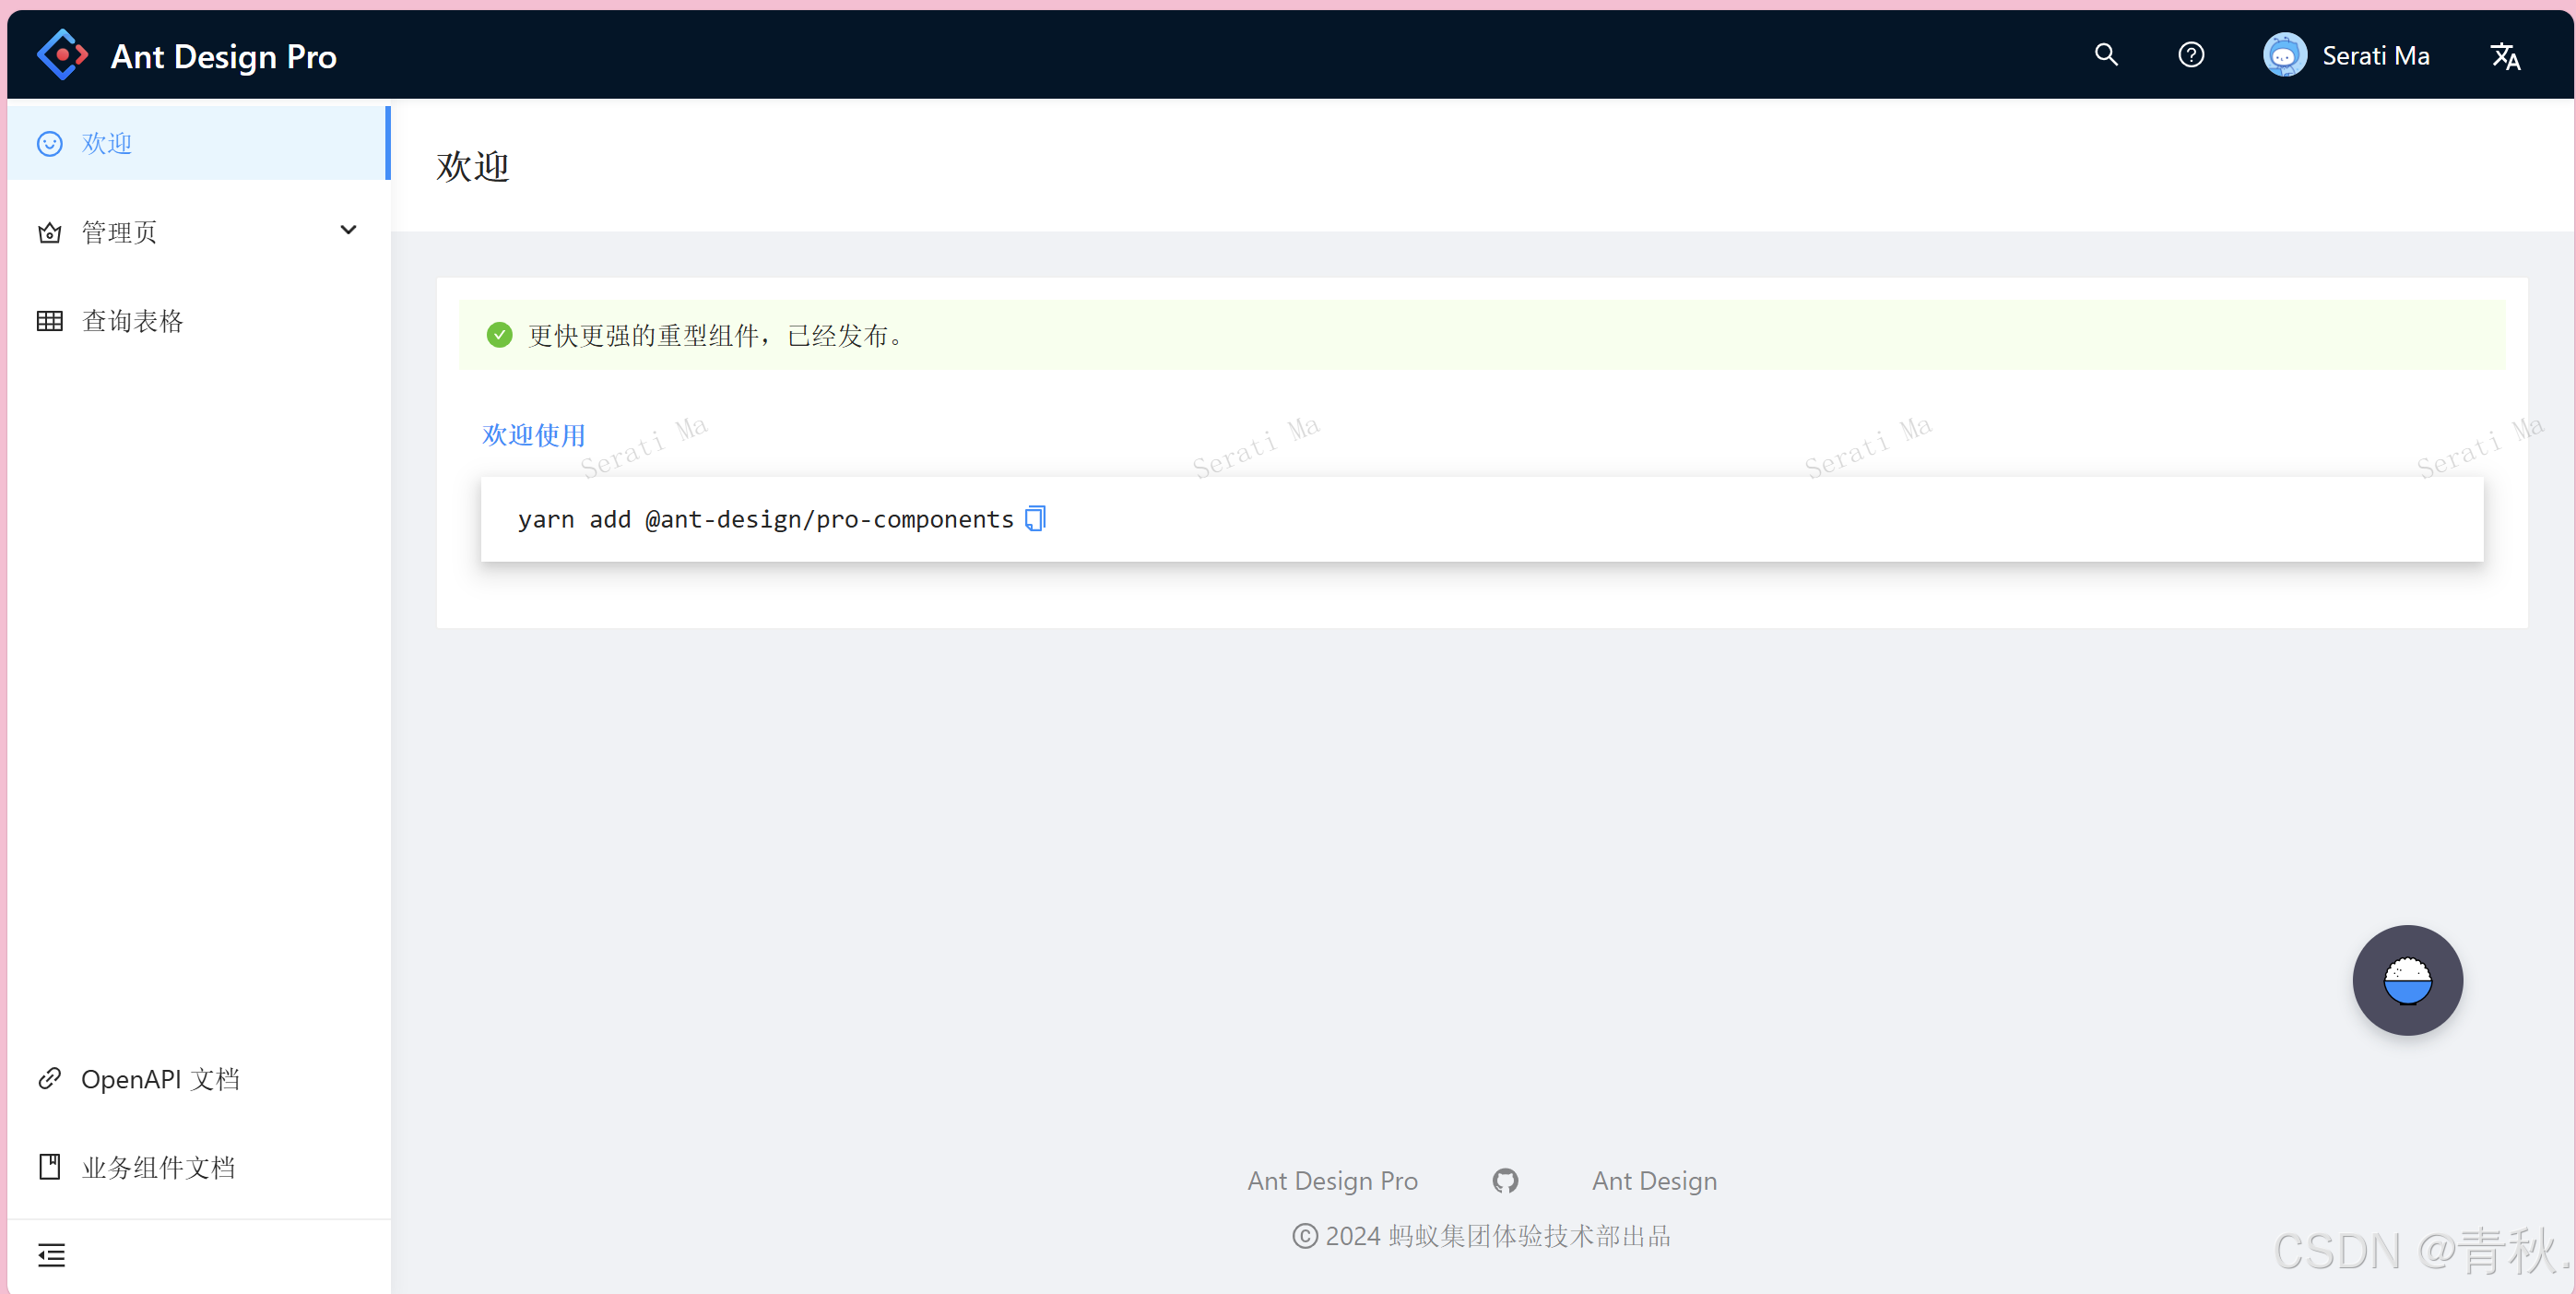 Ant Design Pro
Serati Ma
欢迎
管理页
查询表格
OpenAPI 文档
业务组件文档
欢迎
更快更强的重型组件，已经发布。
欢迎使用
Serati Ma
Serati Ma
Serati Ma
Serati Ma
yarn add @ant-design/pro-components
Ant Design Pro
Ant Design
© 2024 蚂蚁集团体验技术部出品
CSDN @青秋.